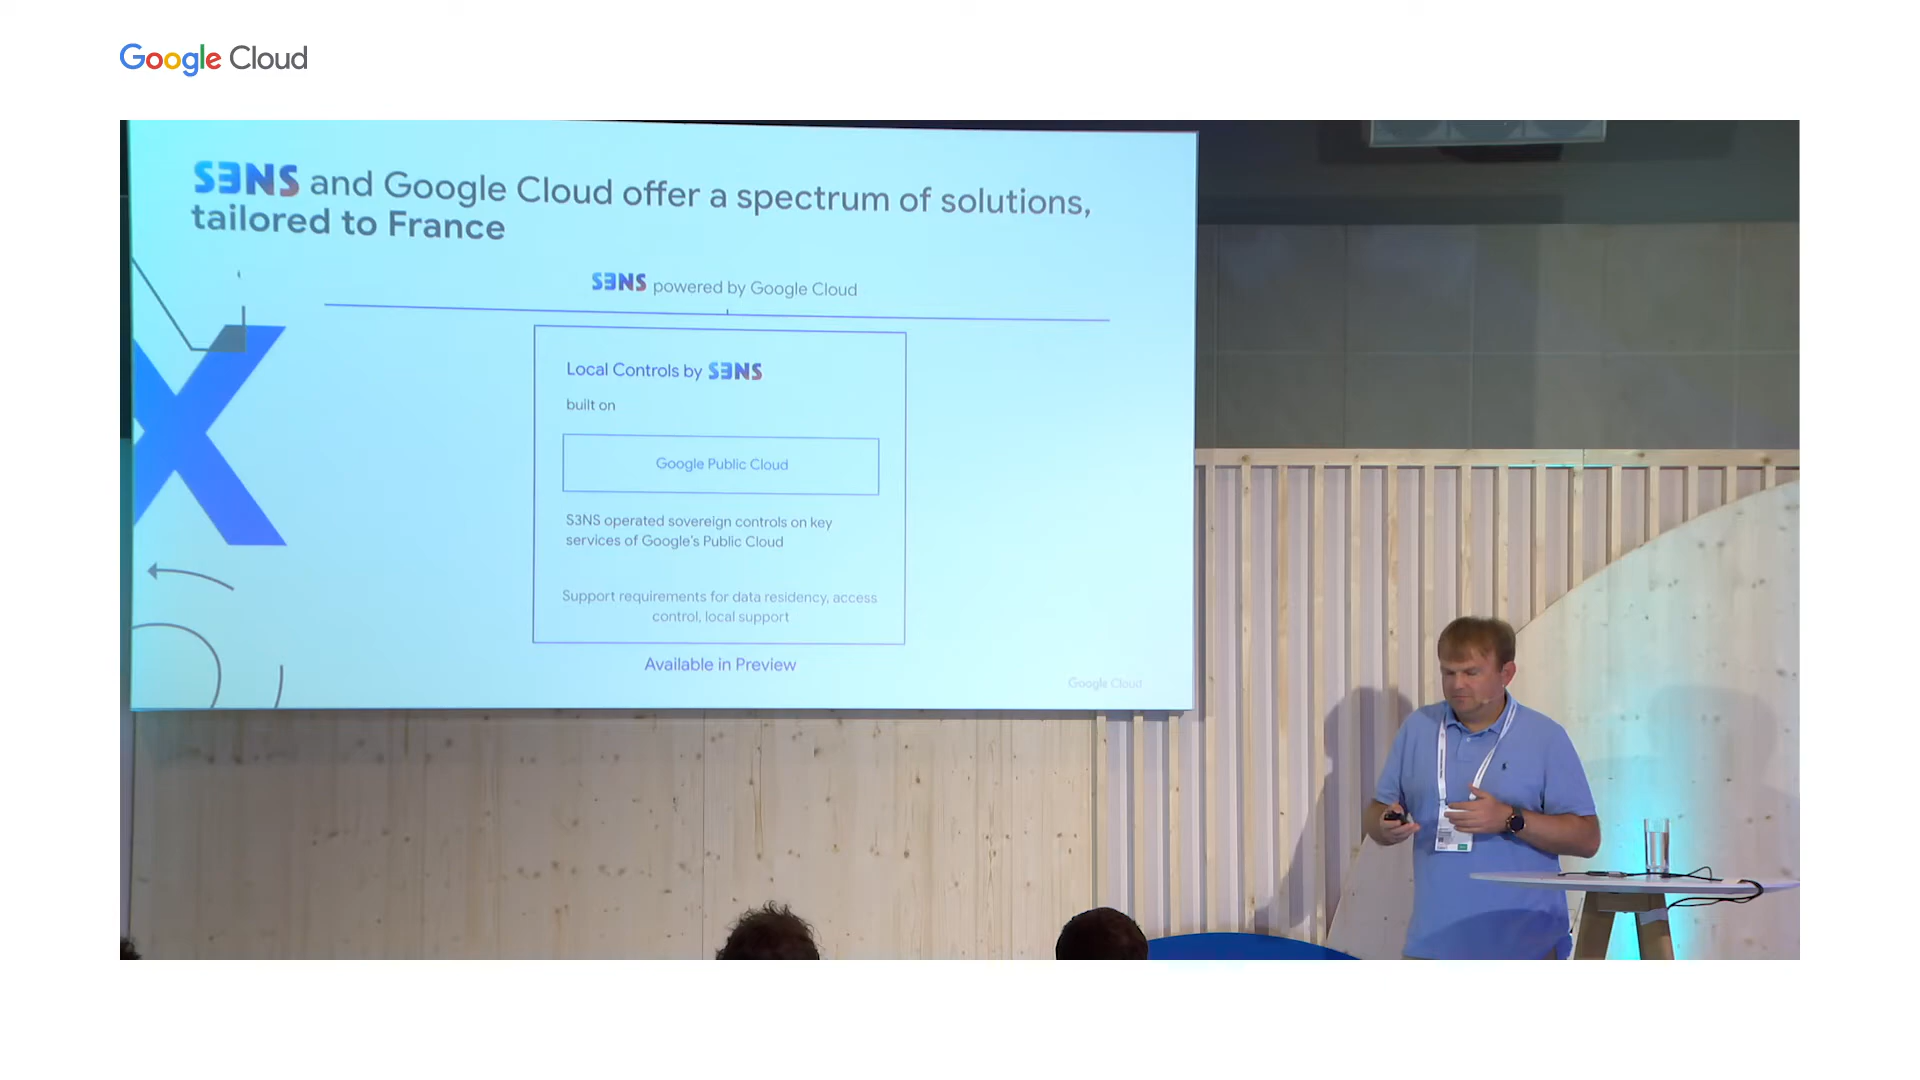 Google Cloud
S3NS and Google Cloud offer a spectrum of solutions,
tailored to France
S3NS powered by Google Cloud
Local Controls by S3NS
built on
Google Public Cloud
S3NS operated sovereign controls on key
services of Google's Public Cloud
Support requirements for data residency, access
control, local support
Available in Preview
Google Cloud